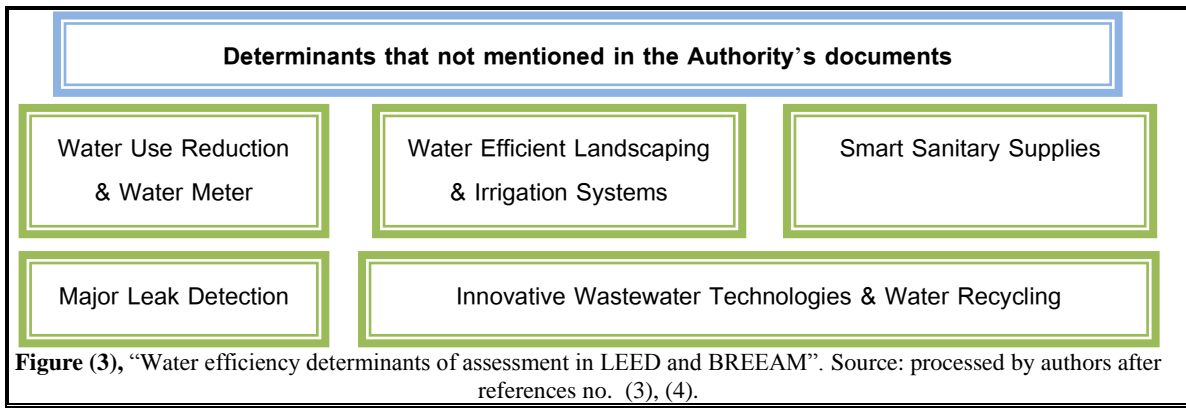 Determinants that not mentioned in the Authority's documents
Water Use Reduction
& Water Meter
Water Efficient Landscaping
& Irrigation Systems
Smart Sanitary Supplies
Major Leak Detection
Innovative Wastewater Technologies & Water Recycling
Figure (3), “Water efficiency determinants of assessment in LEED and BREEAM”. Source: processed by authors after
references no. (3), (4).